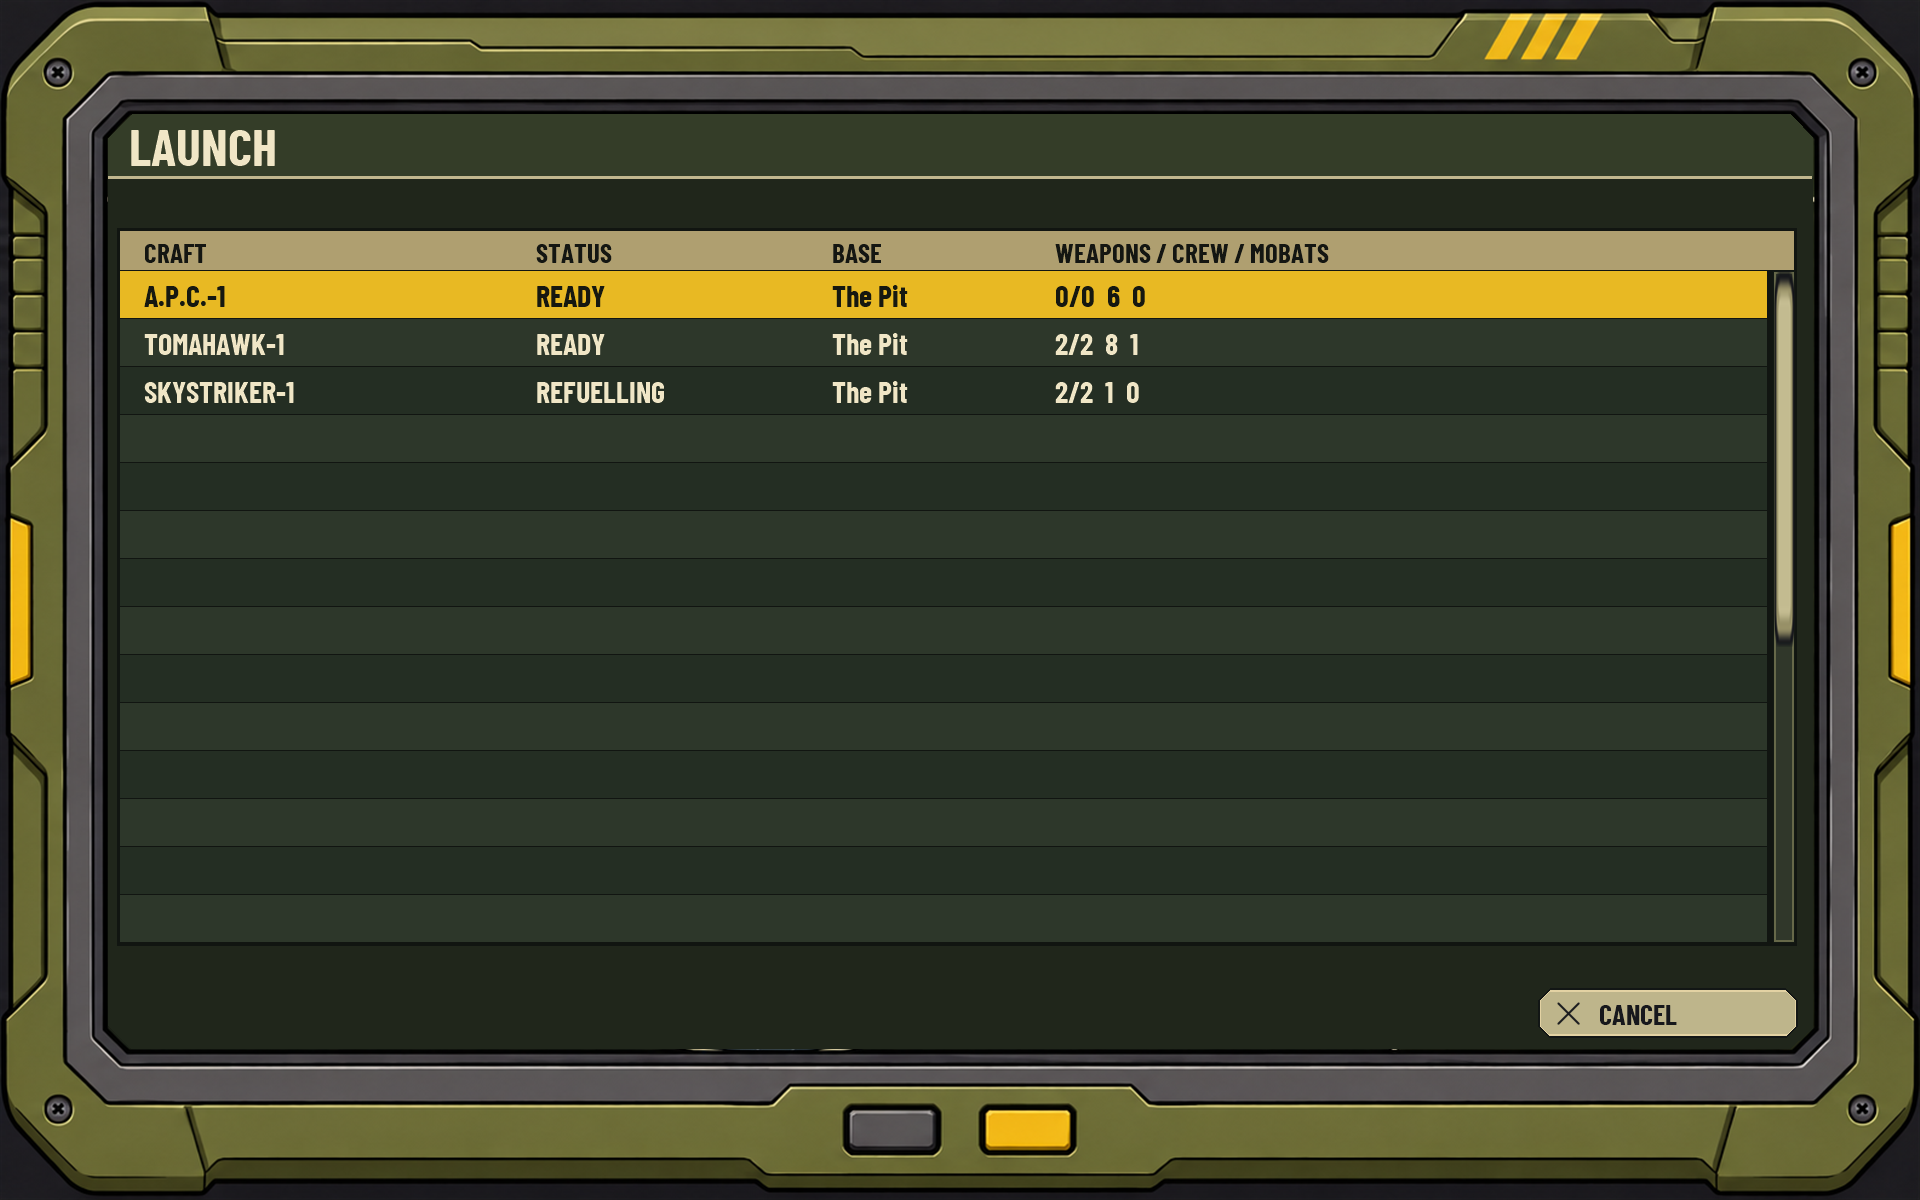 LAUNCH
CRAFT STATUS BASE WEAPONS / CREW / MOBATS
A.P.C.-1 READY The Pit 0/0 6 0
TOMAHAWK-1 READY The Pit 2/2 8 1
SKYSTRIKER-1 REFUELLING The Pit 2/2 1 0
CANCEL